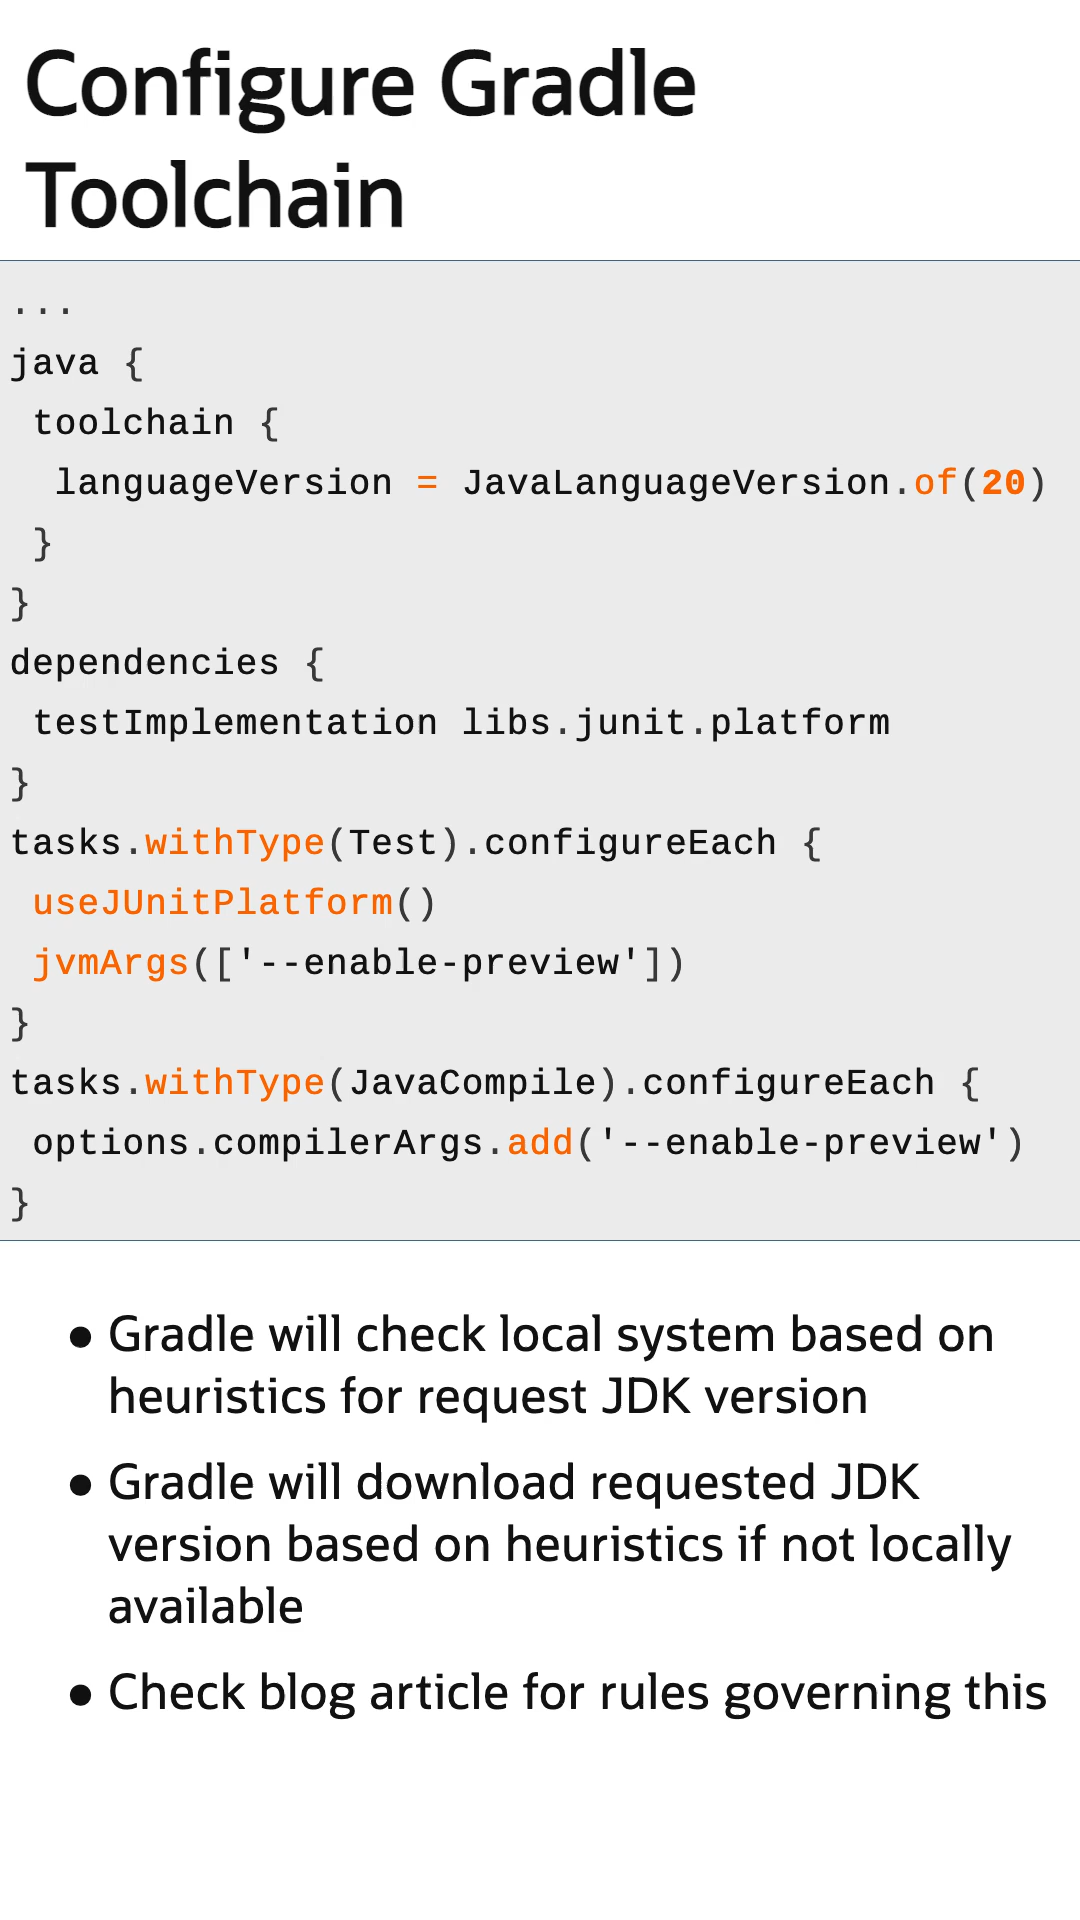 Configure Gradle
Toolchain
...
java {
 toolchain {
  languageVersion = JavaLanguageVersion.of(20)
 }
}
dependencies {
 testImplementation libs.junit.platform
}
tasks.withType(Test).configureEach {
 useJUnitPlatform()
 jvmArgs(['--enable-preview'])
}
tasks.withType(JavaCompile).configureEach {
 options.compilerArgs.add('--enable-preview')
}
● Gradle will check local system based on
heuristics for request JDK version
● Gradle will download requested JDK
version based on heuristics if not locally
available
● Check blog article for rules governing this